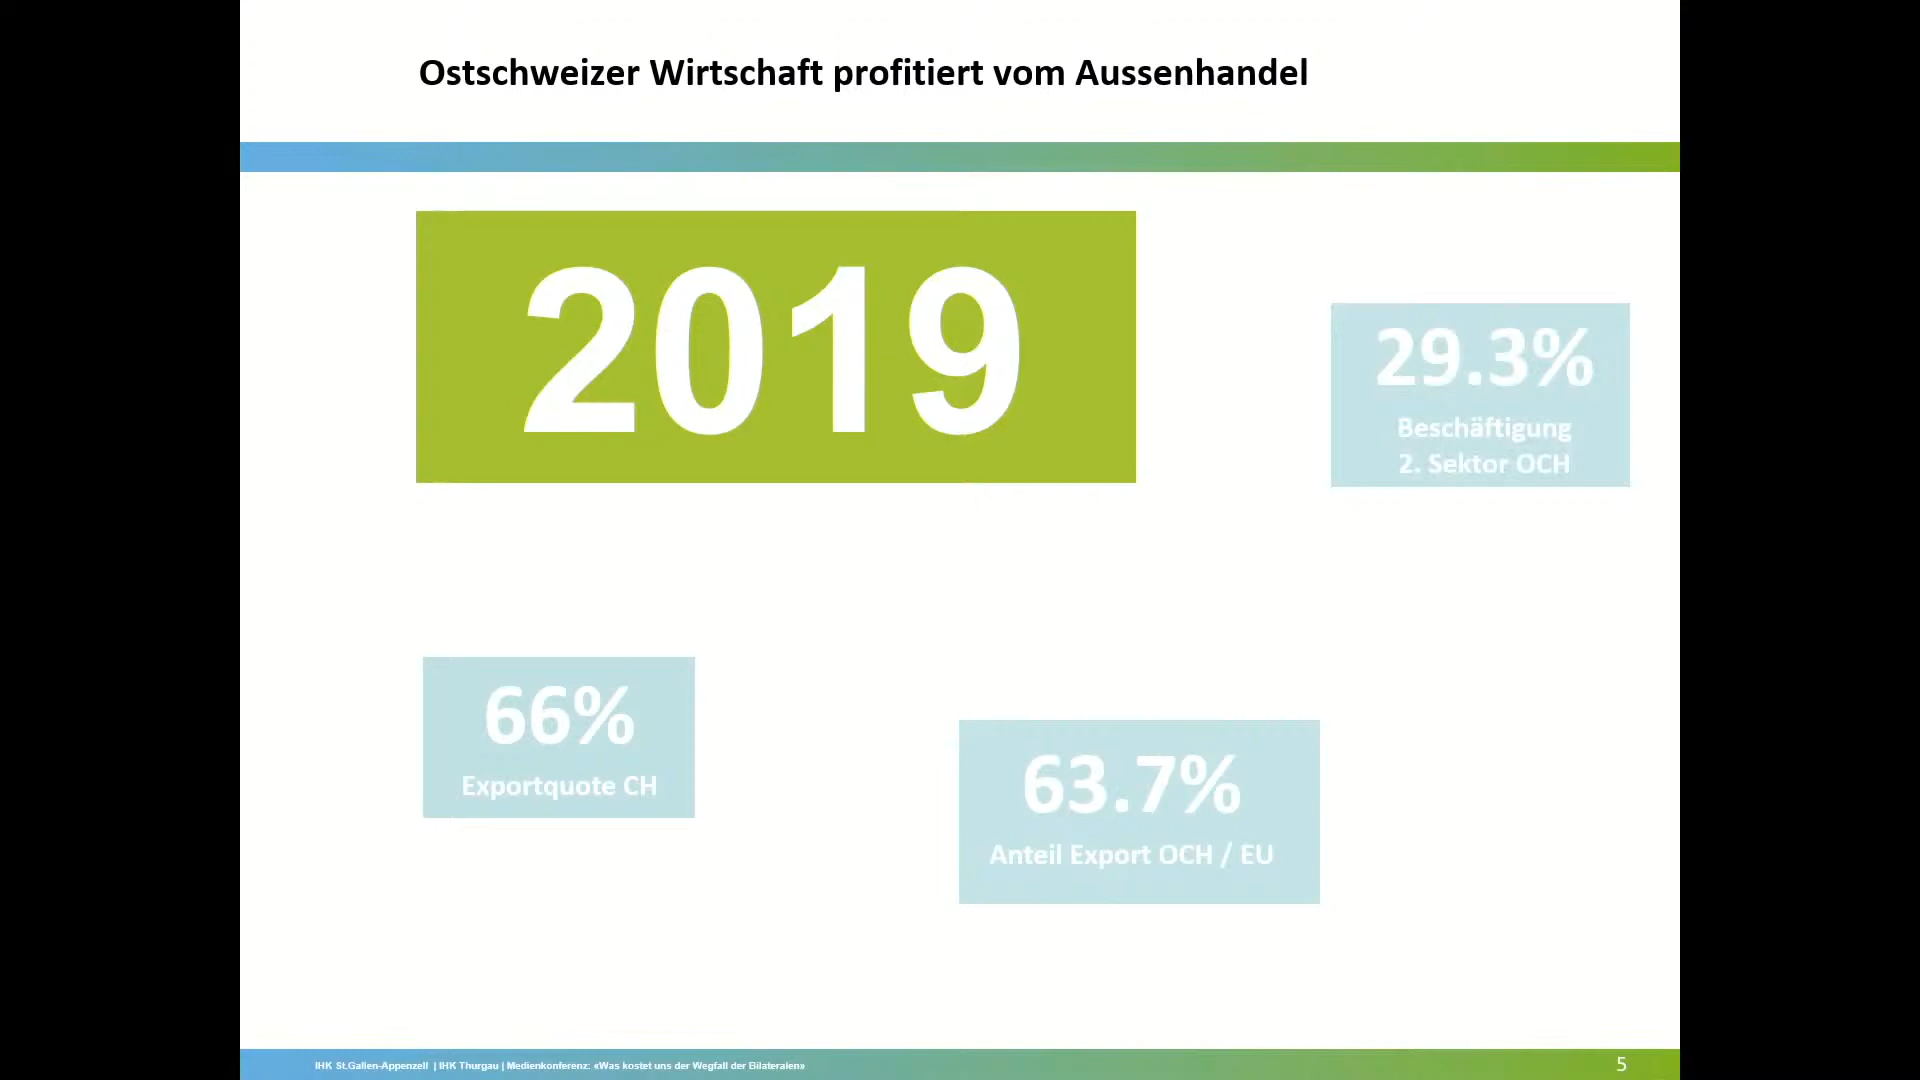 Ostschweizer Wirtschaft profitiert vom Aussenhandel
2019
29.3%
Beschäftigung
2. Sektor OCH
66%
Exportquote CH
63.7%
Anteil Export OCH / EU
IHK St.Gallen-Appenzell | IHK Thurgau | Medienkonferenz: «Was kostet uns der Wegfall der Bilateralen»
5